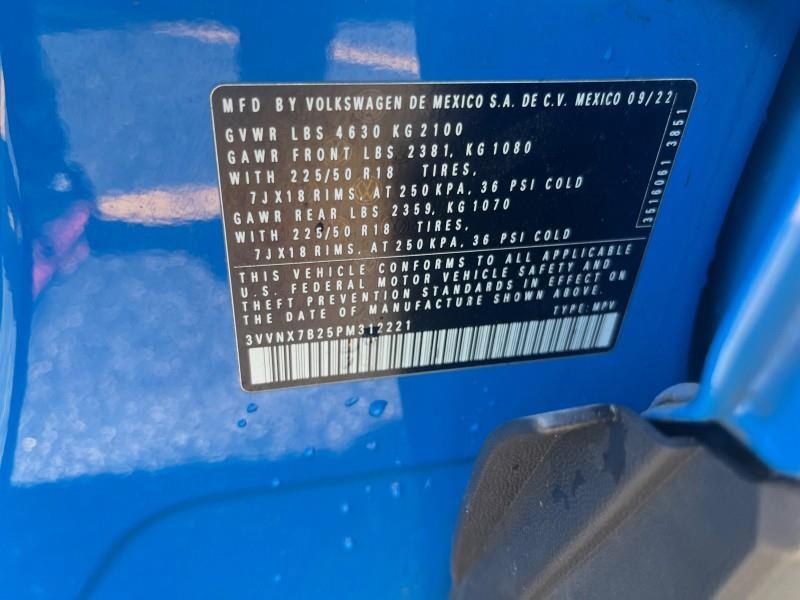 MFD BY VOLKSWAGEN DE MEXICO S.A. DE C.V. MEXICO 09/22
GVWR LBS 4630 KG 2100
GAWR FRONT LBS 2381, KG 1080
WITH 225/50 R18 TIRES,
7JX18 RIMS, AT 250 KPA, 36 PSI COLD
GAWR REAR LBS 2359, KG 1070
WITH 225/50 R18 TIRES,
7JX18 RIMS, AT 250 KPA, 36 PSI COLD
THIS VEHICLE CONFORMS TO ALL APPLICABLE
U.S. FEDERAL MOTOR VEHICLE SAFETY AND
THEFT PREVENTION STANDARDS IN EFFECT ON
THE DATE OF MANUFACTURE SHOWN ABOVE.
3VVNX7B25PM312221 TYPE: MPV
3516061 3851